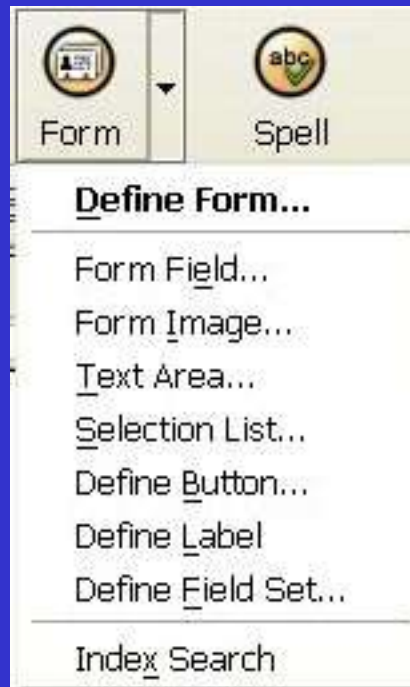 Form Spell
Define Form...
Form Field...
Form Image...
Text Area...
Selection List...
Define Button...
Define Label
Define Field Set...
Index Search